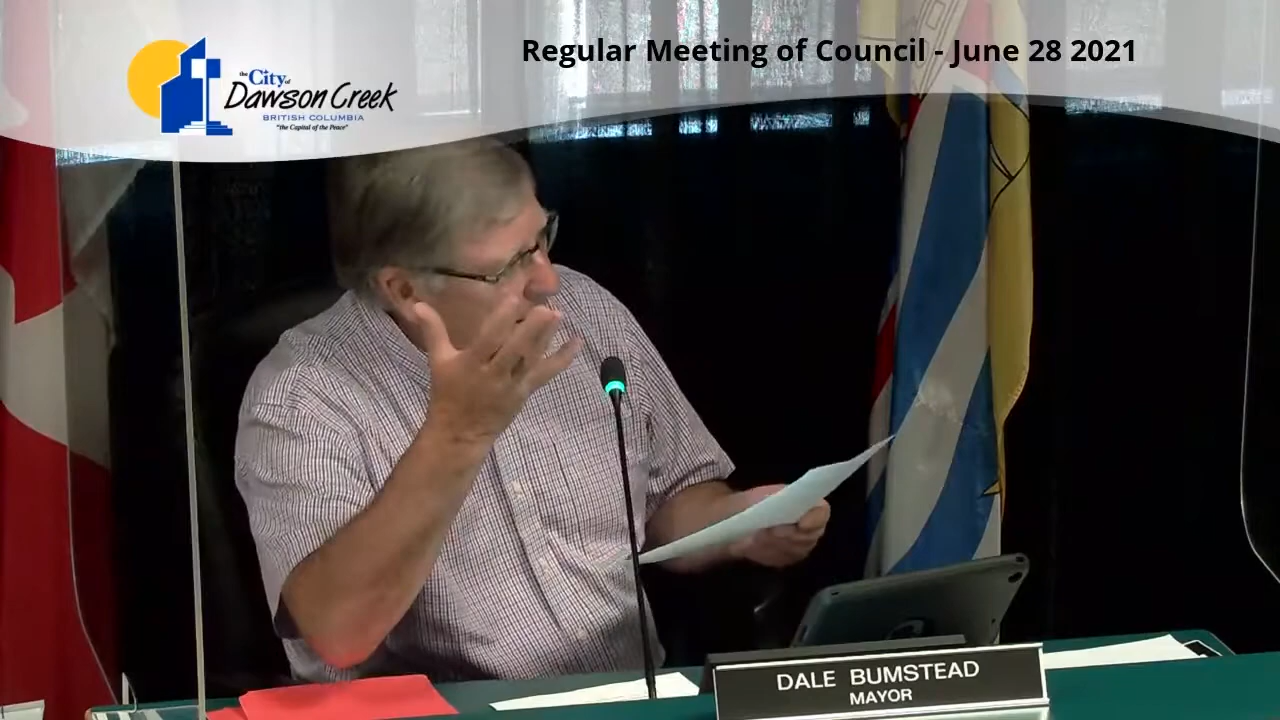 Regular Meeting of Council - June 28 2021
the City of
Dawson Creek
BRITISH COLUMBIA
"the Capital of the Peace"
DALE BUMSTEAD
MAYOR